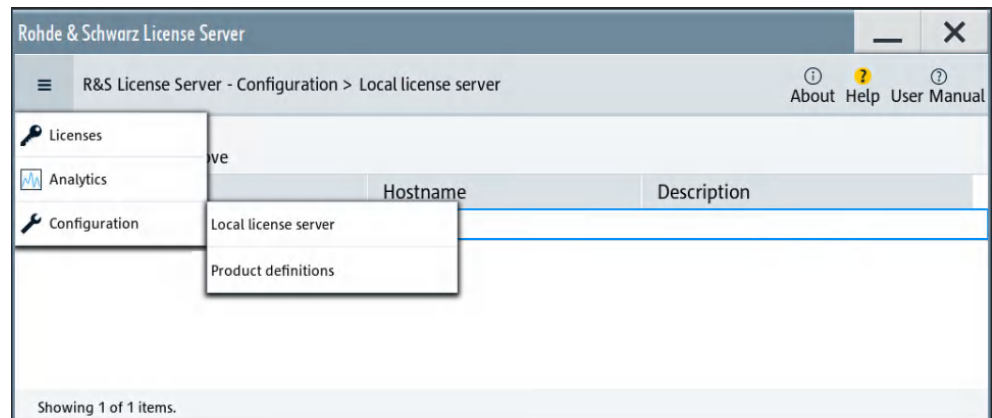 Rohde & Schwarz License Server
R&S License Server - Configuration > Local license server
About Help User Manual
Licenses
Analytics
Hostname Description
Configuration
Local license server
Product definitions
Showing 1 of 1 items.